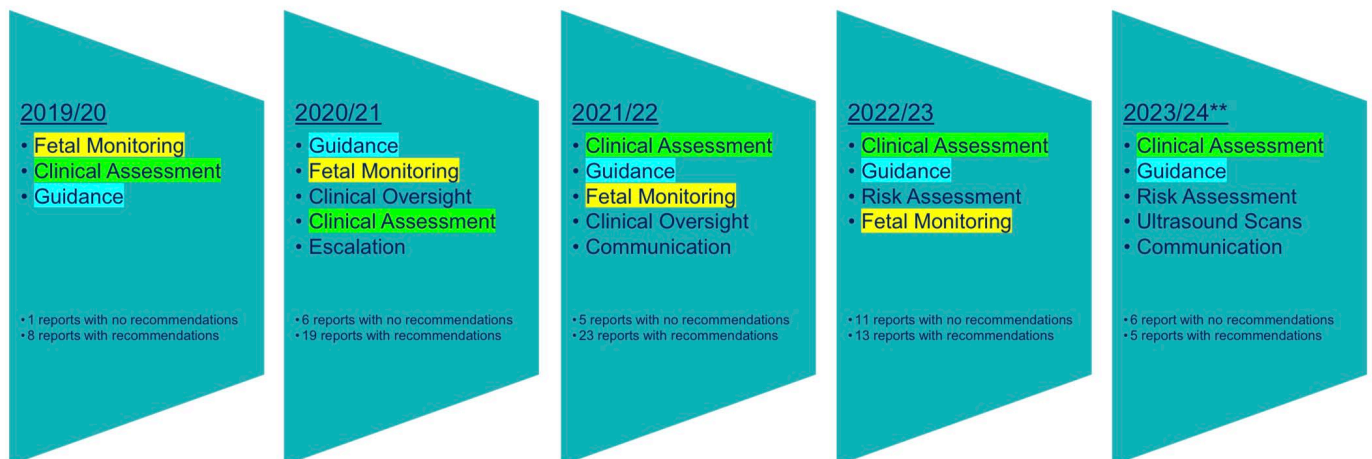 2019/20
• Fetal Monitoring
• Clinical Assessment
• Guidance
• 1 reports with no recommendations
• 8 reports with recommendations
2020/21
• Guidance
• Fetal Monitoring
• Clinical Oversight
• Clinical Assessment
• Escalation
• 6 reports with no recommendations
• 19 reports with recommendations
2021/22
• Clinical Assessment
• Guidance
• Fetal Monitoring
• Clinical Oversight
• Communication
• 5 reports with no recommendations
• 23 reports with recommendations
2022/23
• Clinical Assessment
• Guidance
• Risk Assessment
• Fetal Monitoring
• 11 reports with no recommendations
• 13 reports with recommendations
2023/24**
• Clinical Assessment
• Guidance
• Risk Assessment
• Ultrasound Scans
• Communication
• 6 report with no recommendations
• 5 reports with recommendations